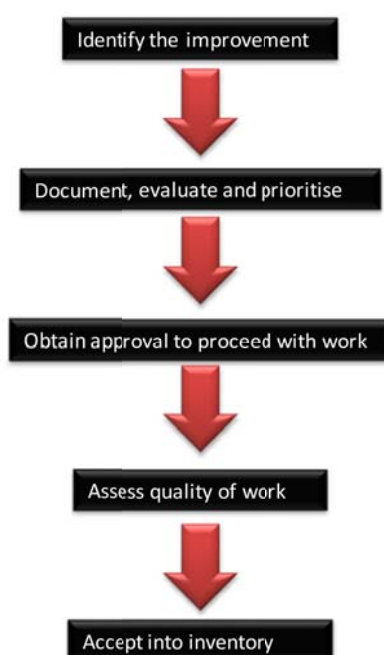 Identify the improvement
Document, evaluate and prioritise
Obtain approval to proceed with work
Assess quality of work
Accept into inventory